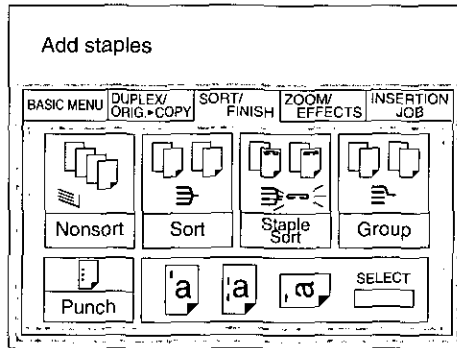 Add staples
BASIC MENU
DUPLEX/
ORIG.▸COPY
SORT/
FINISH
ZOOM/
EFFECTS
INSERTION
JOB
Nonsort
Sort
Staple
Sort
Group
Punch
a
a
a
SELECT